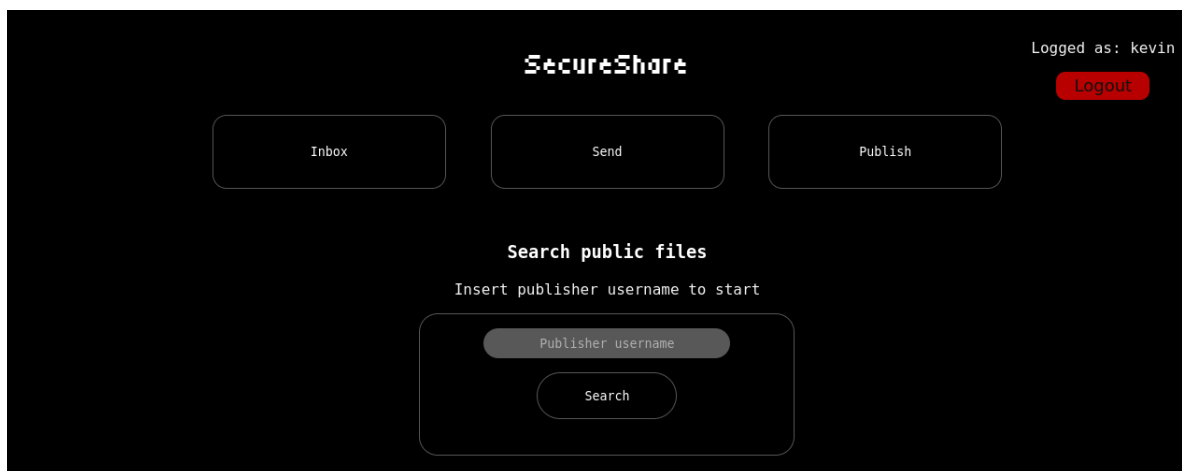 Logged as: kevin
SecureShare
Logout
Inbox
Send
Publish
Search public files
Insert publisher username to start
Publisher username
Search